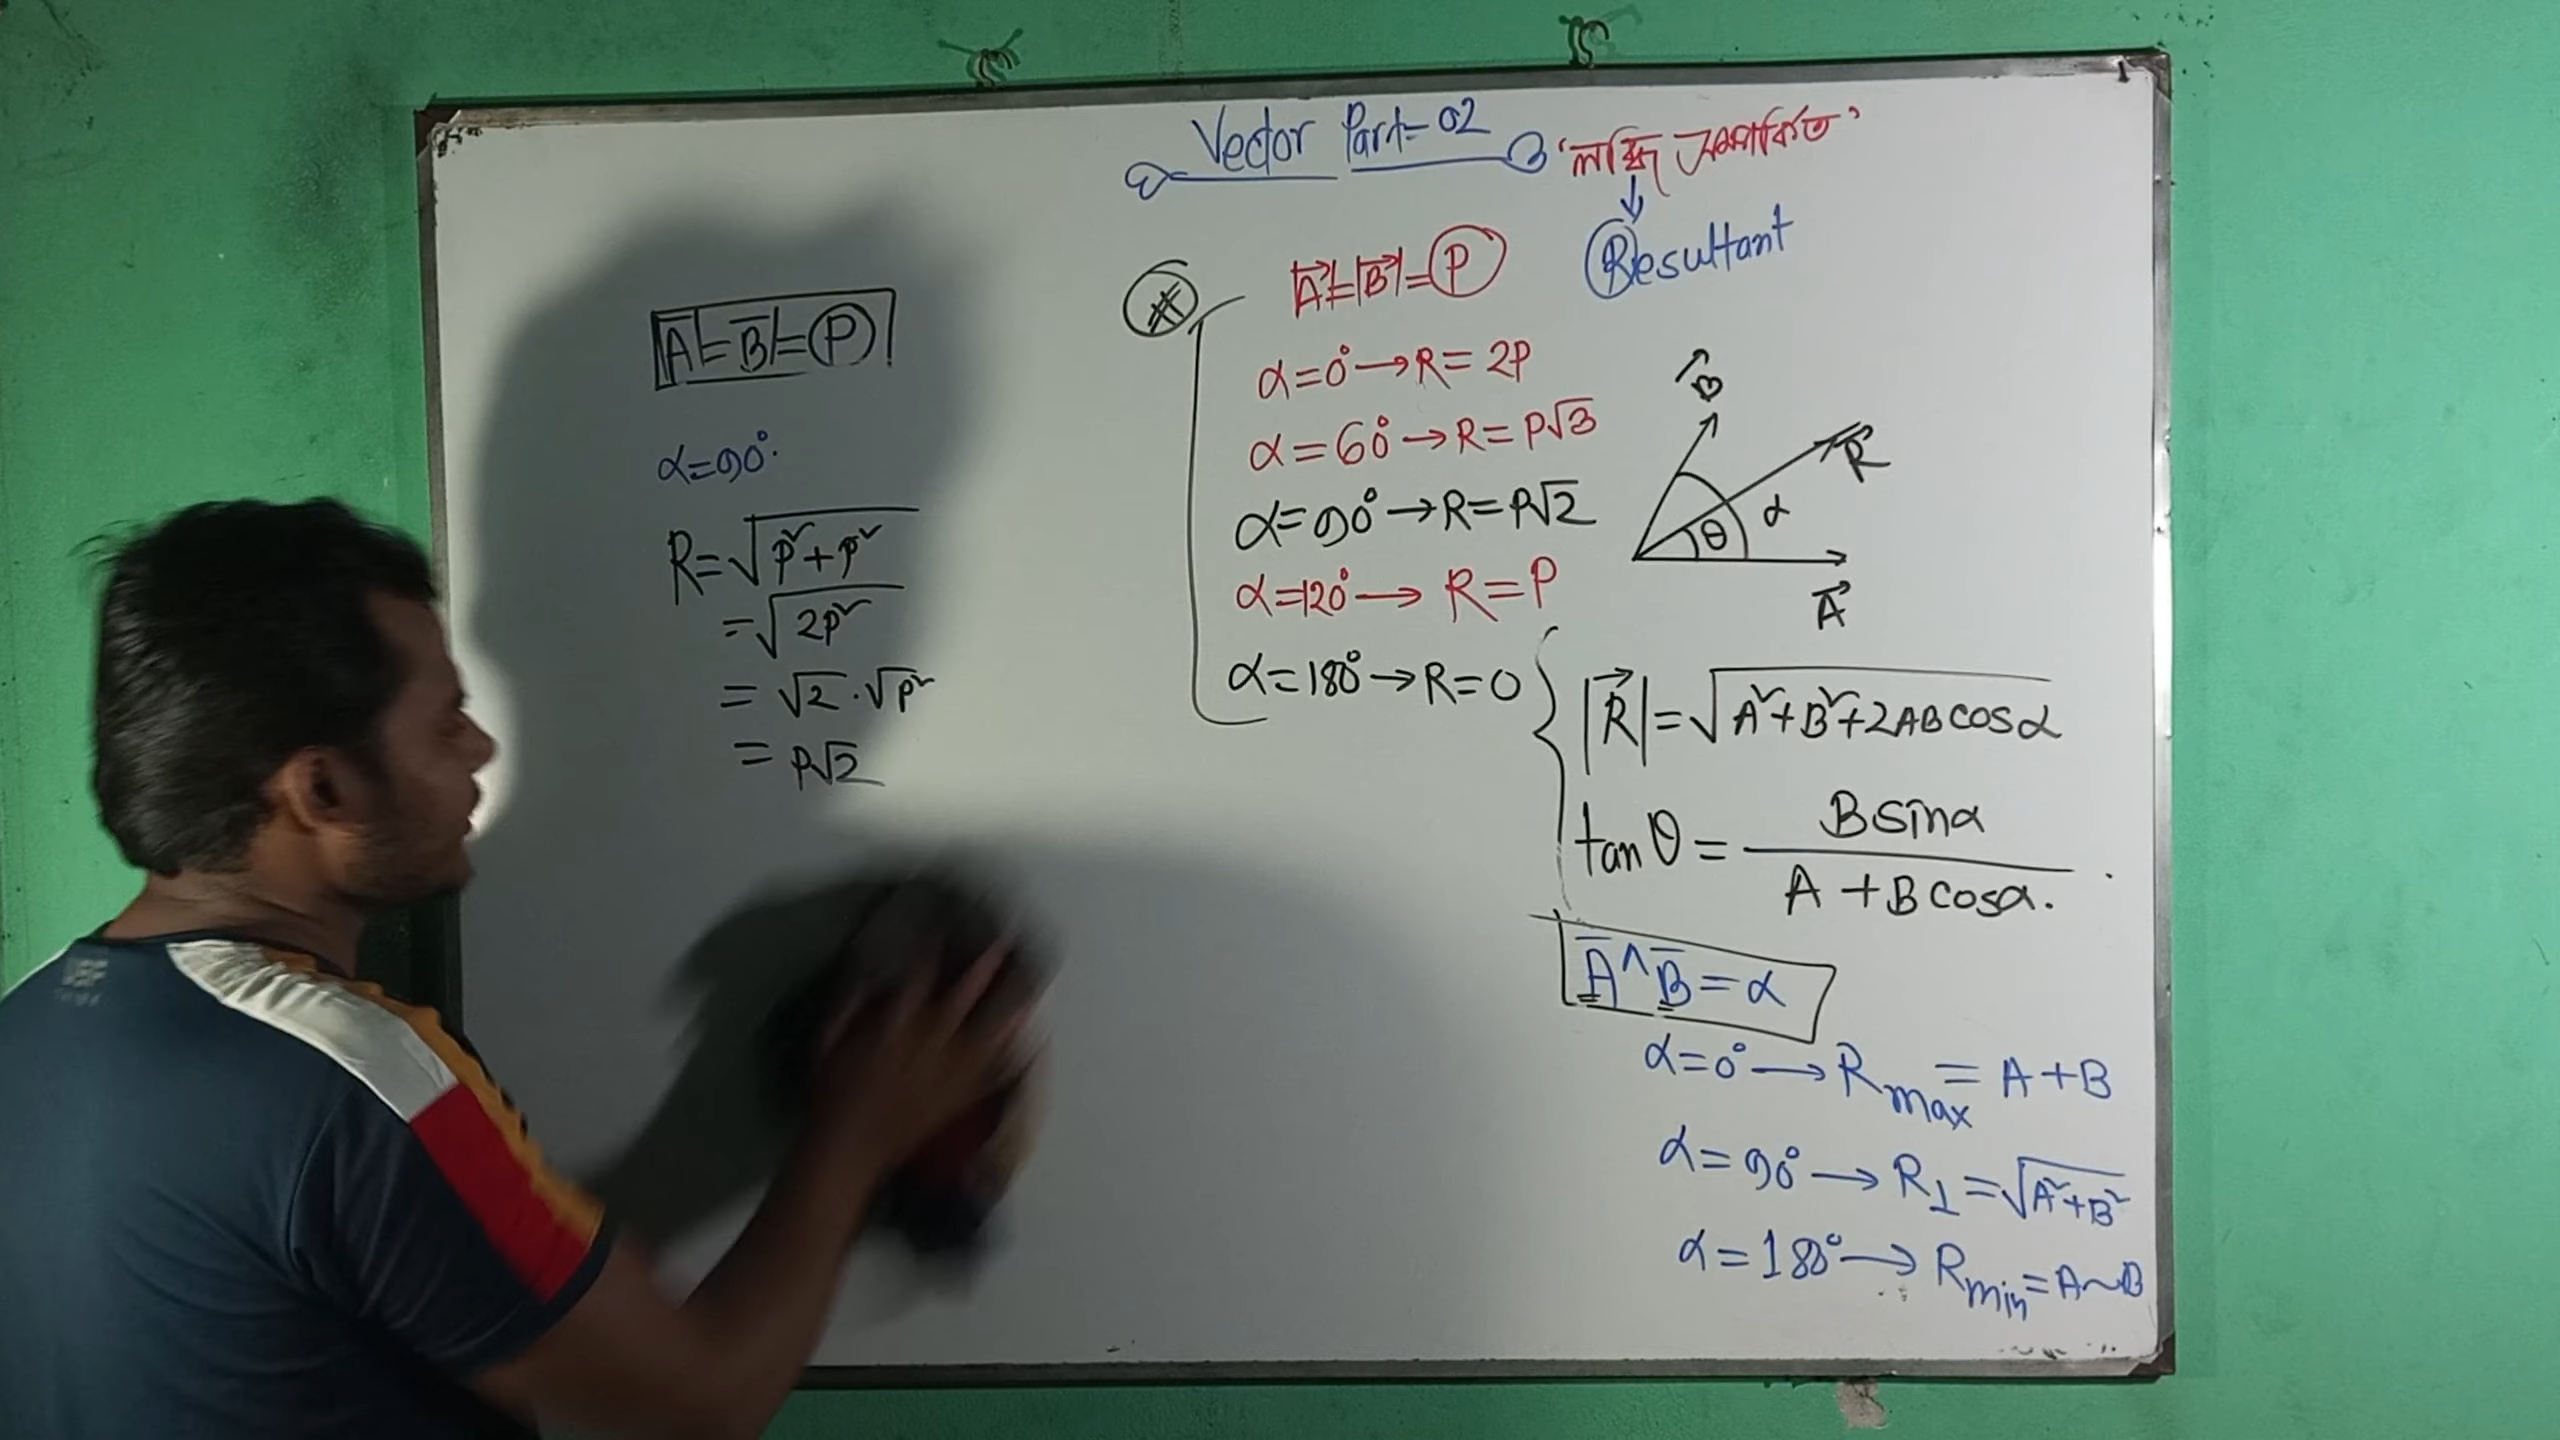 Vector Part-02 'লব্ধি সম্পর্কিত'
↓
Resultant
|A̅|=|B̅|=P
α=90°.
R=√(p²+p²)
=√(2p²)
= √2 . √p²
= p√2
# |A⃗|=|B⃗|=P
α=0° → R= 2P
α=60° → R= P√3
α=90° → R=P√2
α=120° → R=P
α=180° → R=0
B⃗
R⃗
α
θ
A⃗
|R⃗|=√(A²+B²+2ABcosα)
tanθ = Bsinα / A+Bcosα.
A̅^B̅=α
α=0° → Rmax = A+B
α=90° → R⊥=√(A²+B²)
α=180° → Rmin=A~B